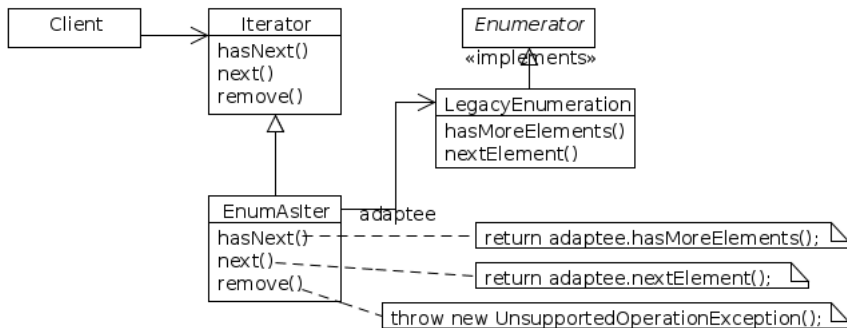 Client
Iterator
hasNext()
next()
remove()
Enumerator
«implements»
LegacyEnumeration
hasMoreElements()
nextElement()
adaptee
EnumAsIter
hasNext()
next()
remove()
return adaptee.hasMoreElements();
return adaptee.nextElement();
throw new UnsupportedOperationException();